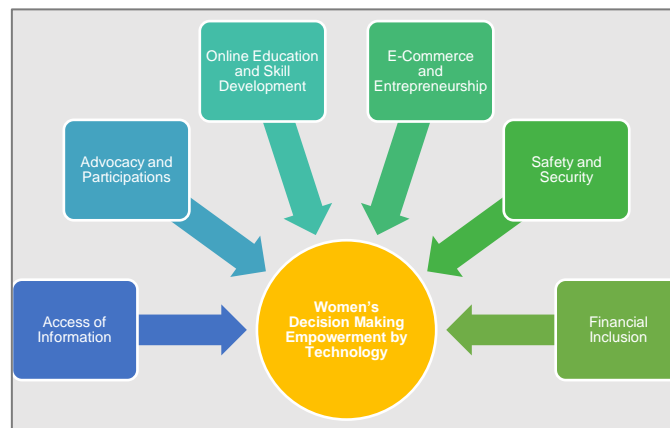 Online Education
and Skill
Development
E-Commerce
and
Entrepreneurship
Advocacy and
Participations
Safety and
Security
Access of
Information
Women's
Decision Making
Empowerment by
Technology
Financial
Inclusion